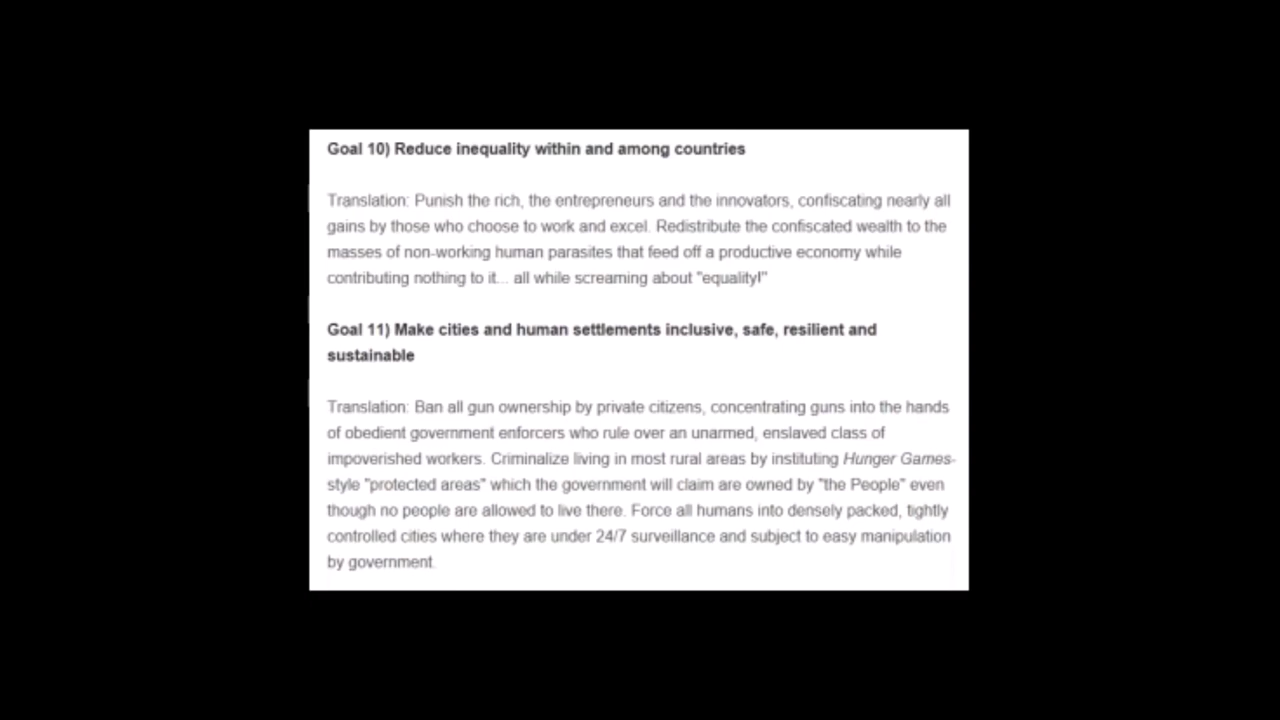 Goal 10) Reduce inequality within and among countries
Translation: Punish the rich, the entrepreneurs and the innovators, confiscating nearly all
gains by those who choose to work and excel. Redistribute the confiscated wealth to the
masses of non-working human parasites that feed off a productive economy while
contributing nothing to it... all while screaming about "equality!"
Goal 11) Make cities and human settlements inclusive, safe, resilient and
sustainable
Translation: Ban all gun ownership by private citizens, concentrating guns into the hands
of obedient government enforcers who rule over an unarmed, enslaved class of
impoverished workers. Criminalize living in most rural areas by instituting Hunger Games-
style "protected areas" which the government will claim are owned by "the People" even
though no people are allowed to live there. Force all humans into densely packed, tightly
controlled cities where they are under 24/7 surveillance and subject to easy manipulation
by government.